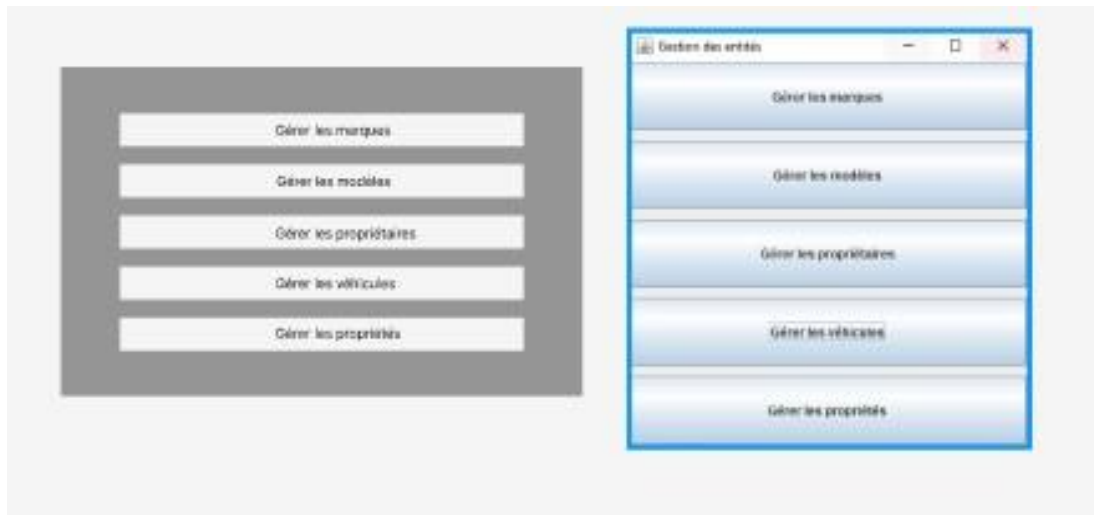 Gérer les marques
Gérer les modèles
Gérer les propriétaires
Gérer les véhicules
Gérer les propriétés
Gestion des entités
Gérer les marques
Gérer les modèles
Gérer les propriétaires
Gérer les véhicules
Gérer les propriétés